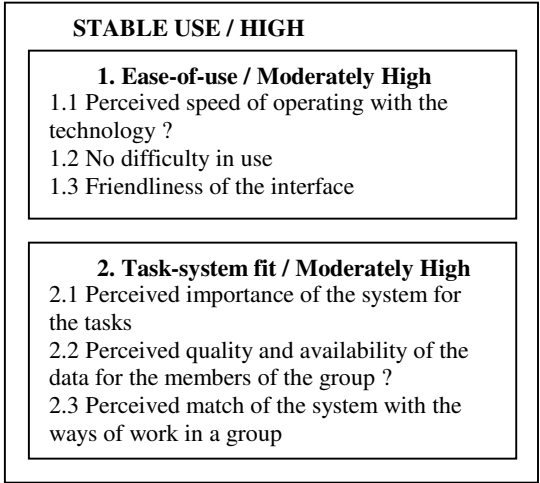 STABLE USE / HIGH
1. Ease-of-use / Moderately High
1.1 Perceived speed of operating with the
technology ?
1.2 No difficulty in use
1.3 Friendliness of the interface
2. Task-system fit / Moderately High
2.1 Perceived importance of the system for
the tasks
2.2 Perceived quality and availability of the
data for the members of the group ?
2.3 Perceived match of the system with the
ways of work in a group